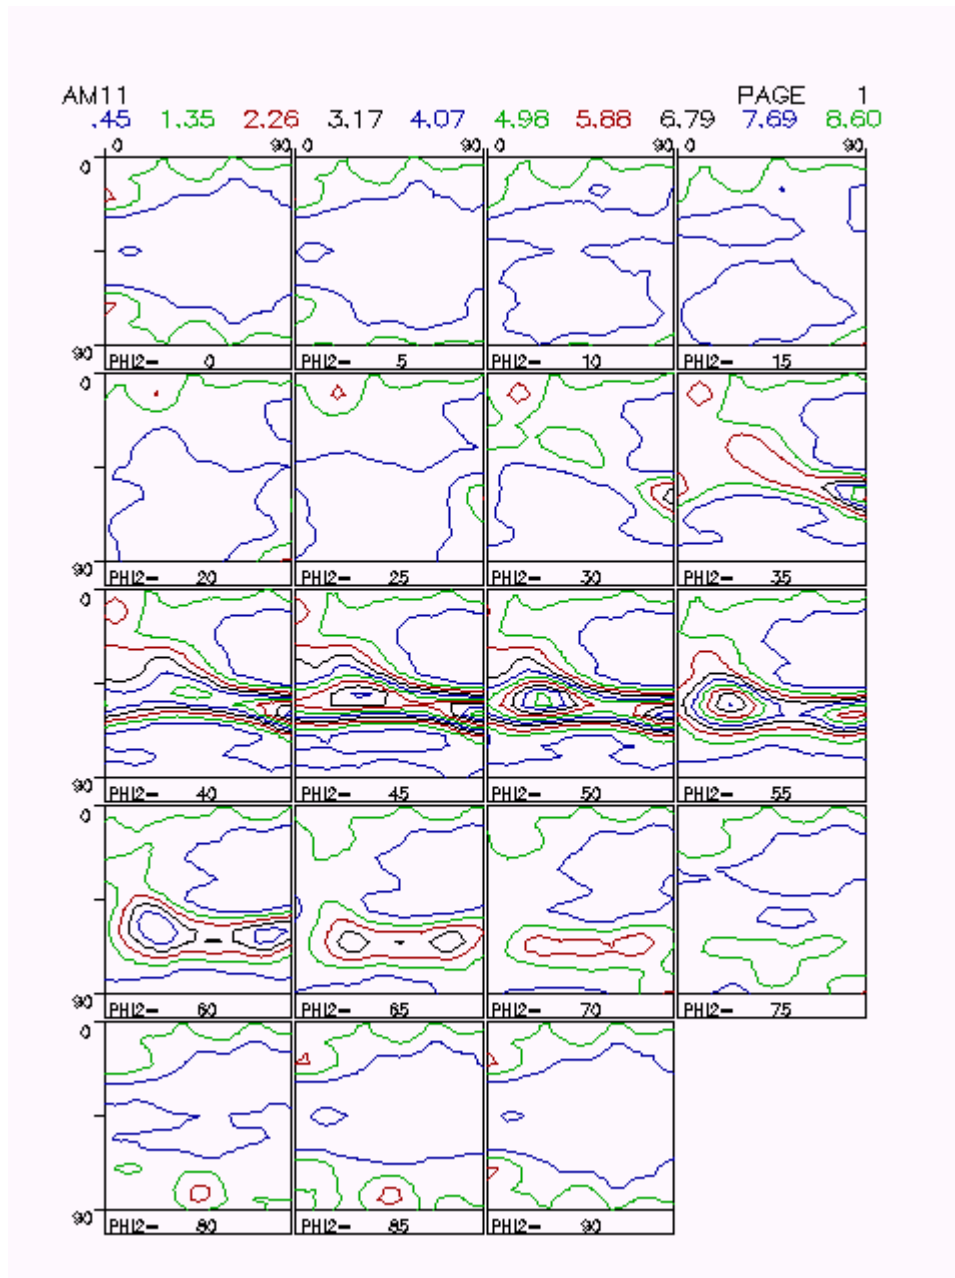 AM11 PAGE 1
.45 1.35 2.26 3.17 4.07 4.98 5.88 6.79 7.69 8.60
0 90 0 90 0 90 0 90
0
90
PHI2= 0 PHI2= 5 PHI2= 10 PHI2= 15
0
90
PHI2= 20 PHI2= 25 PHI2= 30 PHI2= 35
0
90
PHI2= 40 PHI2= 45 PHI2= 50 PHI2= 55
0
90
PHI2= 60 PHI2= 65 PHI2= 70 PHI2= 75
0
90
PHI2= 80 PHI2= 85 PHI2= 90